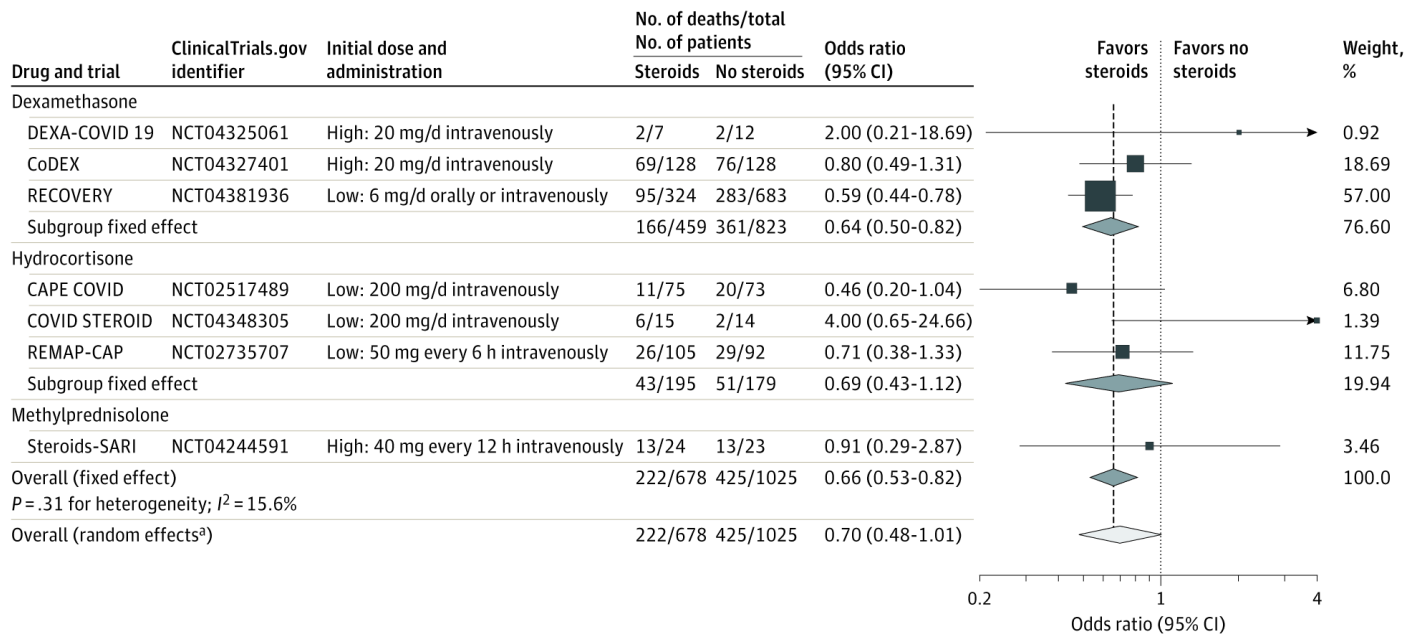 No. of deaths/total
No. of patients
Drug and trial ClinicalTrials.gov identifier Initial dose and administration Steroids No steroids Odds ratio (95% CI) Favors steroids Favors no steroids Weight, %
Dexamethasone
DEXA-COVID 19 NCT04325061 High: 20 mg/d intravenously 2/7 2/12 2.00 (0.21-18.69) 0.92
CoDEX NCT04327401 High: 20 mg/d intravenously 69/128 76/128 0.80 (0.49-1.31) 18.69
RECOVERY NCT04381936 Low: 6 mg/d orally or intravenously 95/324 283/683 0.59 (0.44-0.78) 57.00
Subgroup fixed effect 166/459 361/823 0.64 (0.50-0.82) 76.60
Hydrocortisone
CAPE COVID NCT02517489 Low: 200 mg/d intravenously 11/75 20/73 0.46 (0.20-1.04) 6.80
COVID STEROID NCT04348305 Low: 200 mg/d intravenously 6/15 2/14 4.00 (0.65-24.66) 1.39
REMAP-CAP NCT02735707 Low: 50 mg every 6 h intravenously 26/105 29/92 0.71 (0.38-1.33) 11.75
Subgroup fixed effect 43/195 51/179 0.69 (0.43-1.12) 19.94
Methylprednisolone
Steroids-SARI NCT04244591 High: 40 mg every 12 h intravenously 13/24 13/23 0.91 (0.29-2.87) 3.46
Overall (fixed effect) 222/678 425/1025 0.66 (0.53-0.82) 100.0
P = .31 for heterogeneity; I² = 15.6%
Overall (random effectsᵃ) 222/678 425/1025 0.70 (0.48-1.01)
0.2 1 4
Odds ratio (95% CI)